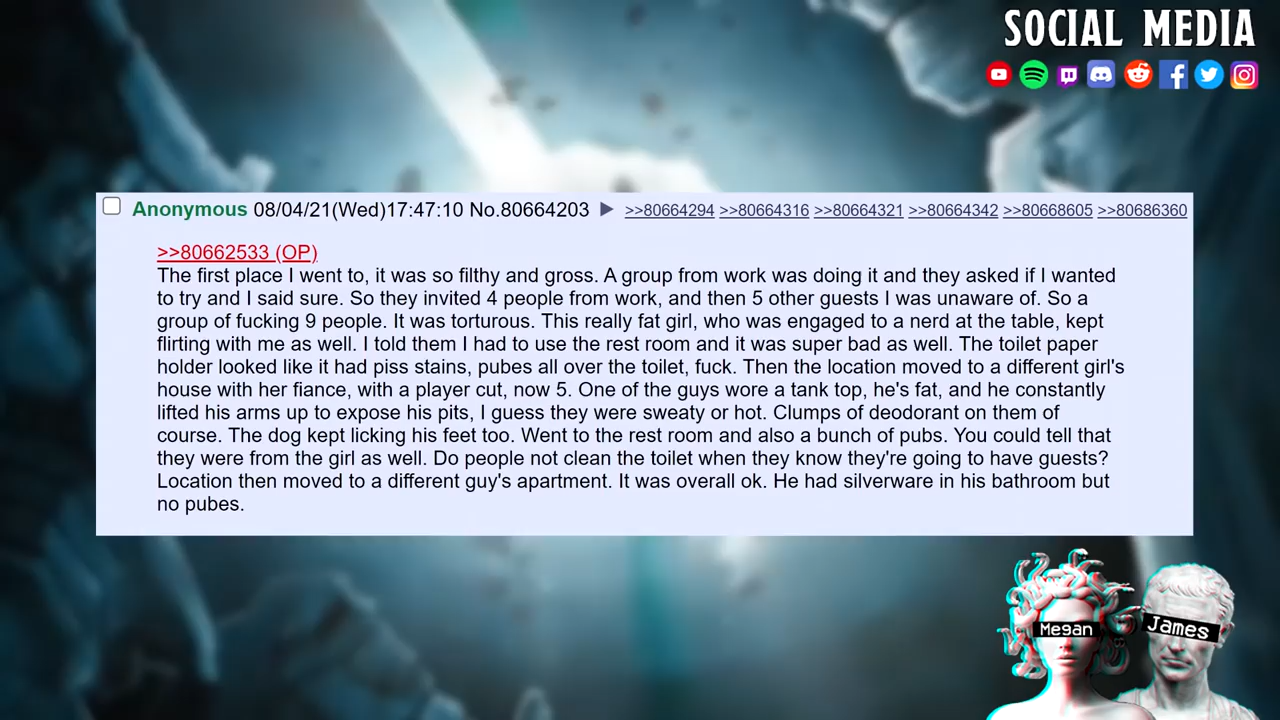 SOCIAL MEDIA
Anonymous 08/04/21(Wed)17:47:10 No.80664203 ▶ >>80664294 >>80664316 >>80664321 >>80664342 >>80668605 >>80686360
>>80662533 (OP)
The first place I went to, it was so filthy and gross. A group from work was doing it and they asked if I wanted
to try and I said sure. So they invited 4 people from work, and then 5 other guests I was unaware of. So a
group of fucking 9 people. It was torturous. This really fat girl, who was engaged to a nerd at the table, kept
flirting with me as well. I told them I had to use the rest room and it was super bad as well. The toilet paper
holder looked like it had piss stains, pubes all over the toilet, fuck. Then the location moved to a different girl's
house with her fiance, with a player cut, now 5. One of the guys wore a tank top, he's fat, and he constantly
lifted his arms up to expose his pits, I guess they were sweaty or hot. Clumps of deodorant on them of
course. The dog kept licking his feet too. Went to the rest room and also a bunch of pubs. You could tell that
they were from the girl as well. Do people not clean the toilet when they know they're going to have guests?
Location then moved to a different guy's apartment. It was overall ok. He had silverware in his bathroom but
no pubes.
Megan
James